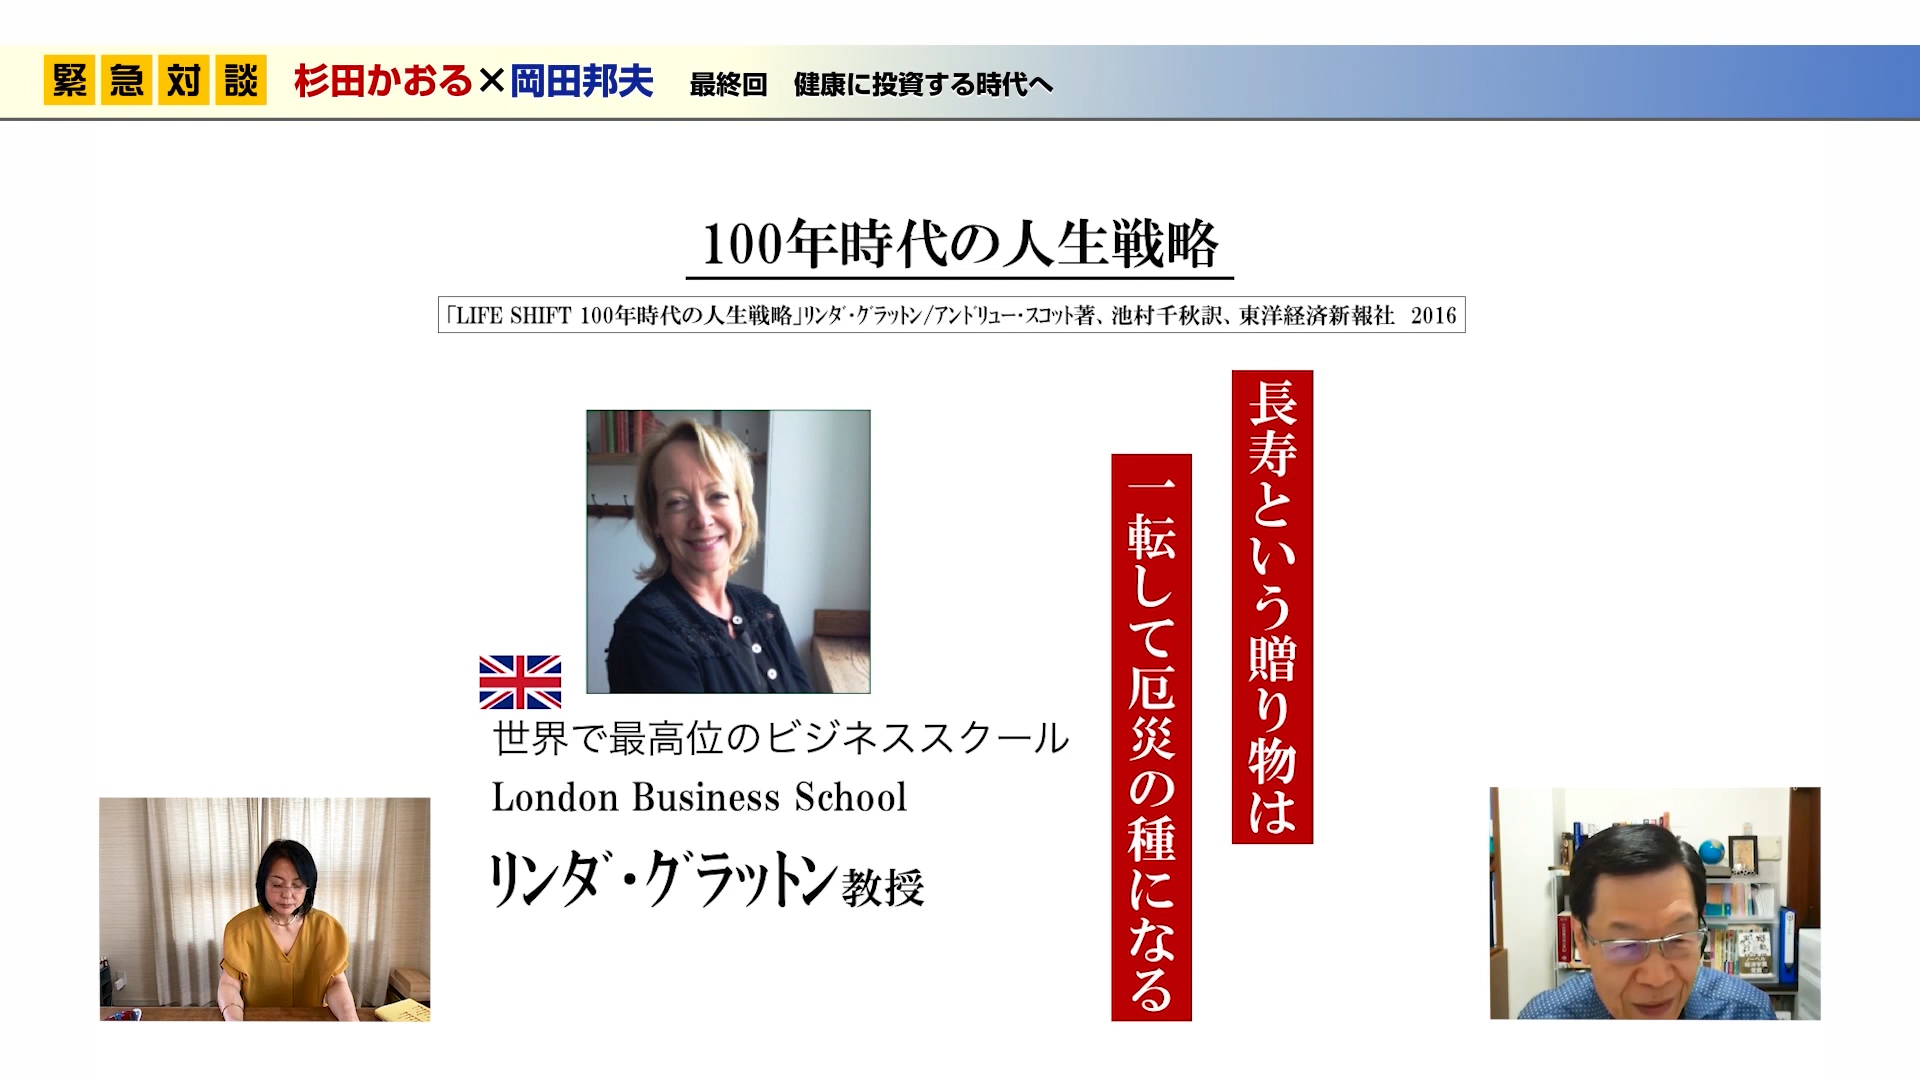 緊急対談 杉田かおる×岡田邦夫 最終回 健康に投資する時代へ
100年時代の人生戦略
「LIFE SHIFT 100年時代の人生戦略」ﾘﾝﾀﾞ･ｸﾞﾗｯﾄﾝ/ｱﾝﾄﾞﾘｭｰ･ｽｺｯﾄ著、池村千秋訳、東洋経済新報社 2016
長寿という贈り物は
一転して厄災の種になる
世界で最高位のビジネススクール
London Business School
ﾘﾝﾀﾞ･ｸﾞﾗｯﾄﾝ教授